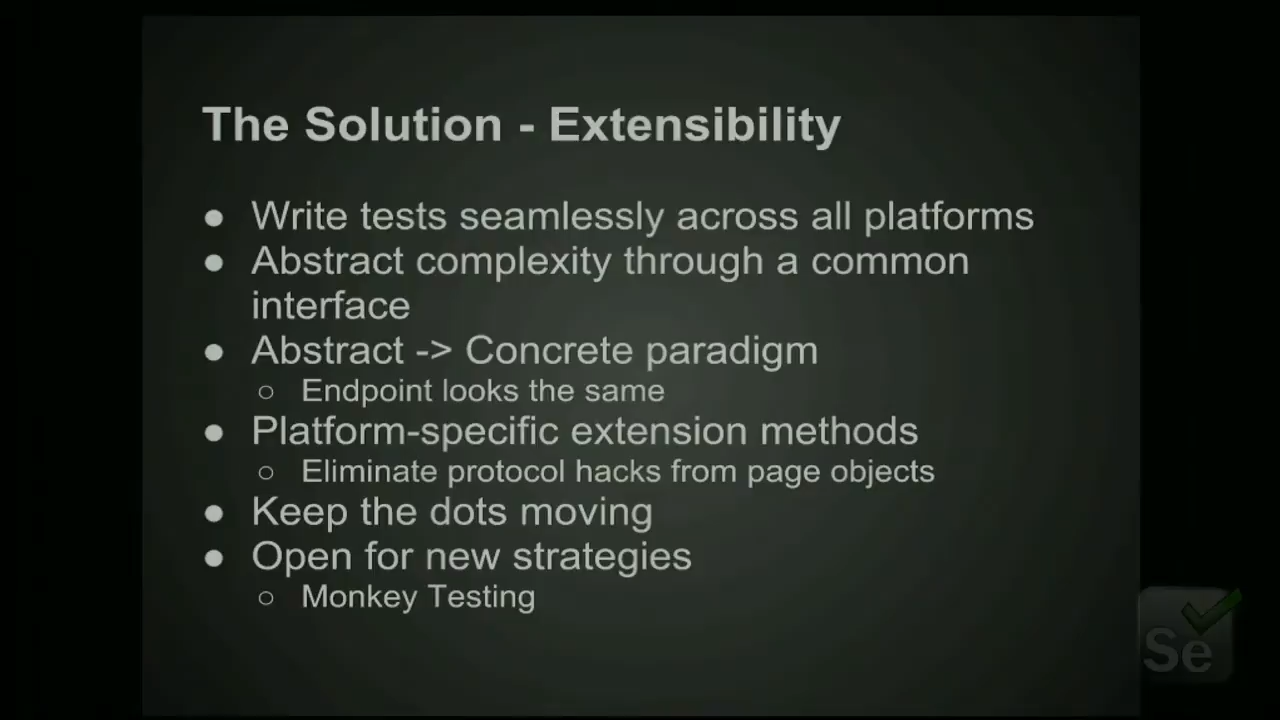 The Solution - Extensibility
● Write tests seamlessly across all platforms
● Abstract complexity through a common
interface
● Abstract -> Concrete paradigm
○ Endpoint looks the same
● Platform-specific extension methods
○ Eliminate protocol hacks from page objects
● Keep the dots moving
● Open for new strategies
○ Monkey Testing
Se